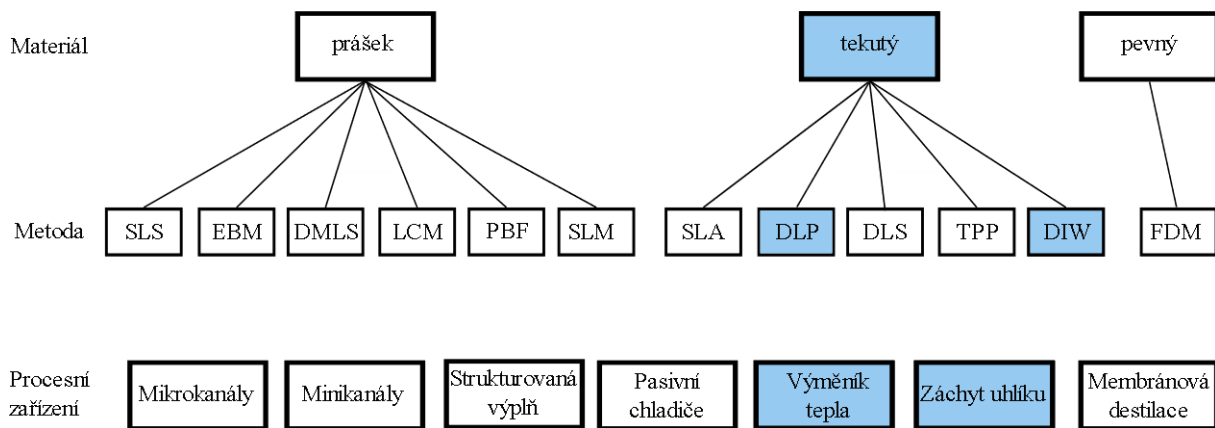 Materiál
prášek
tekutý
pevný
Metoda
SLS
EBM
DMLS
LCM
PBF
SLM
SLA
DLP
DLS
TPP
DIW
FDM
Procesní
zařízení
Mikrokanály
Minikanály
Strukturovaná
výplň
Pasivní
chladiče
Výměník
tepla
Záchyt uhlíku
Membránová
destilace